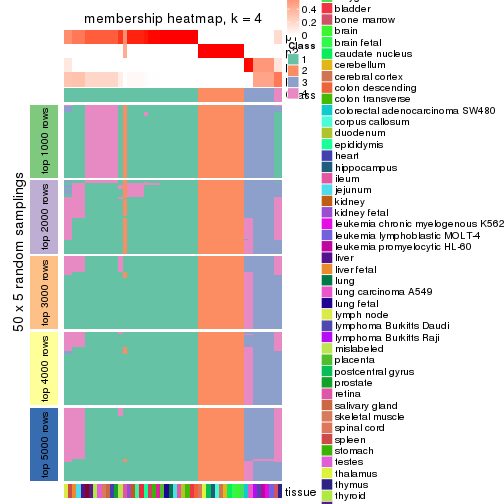 membership heatmap, k = 4
50 x 5 random samplings
top 1000 rows
top 2000 rows
top 3000 rows
top 4000 rows
top 5000 rows
0.4
0.2
0
Class
1
2
3
4
tissue
bladder
bone marrow
brain
brain fetal
caudate nucleus
cerebellum
cerebral cortex
colon descending
colon transverse
colorectal adenocarcinoma SW480
corpus callosum
duodenum
epididymis
heart
hippocampus
ileum
jejunum
kidney
kidney fetal
leukemia chronic myelogenous K562
leukemia lymphoblastic MOLT-4
leukemia promyelocytic HL-60
liver
liver fetal
lung
lung carcinoma A549
lung fetal
lymph node
lymphoma Burkitts Daudi
lymphoma Burkitts Raji
mislabeled
placenta
postcentral gyrus
prostate
retina
salivary gland
skeletal muscle
spinal cord
spleen
stomach
testes
thalamus
thymus
thyroid